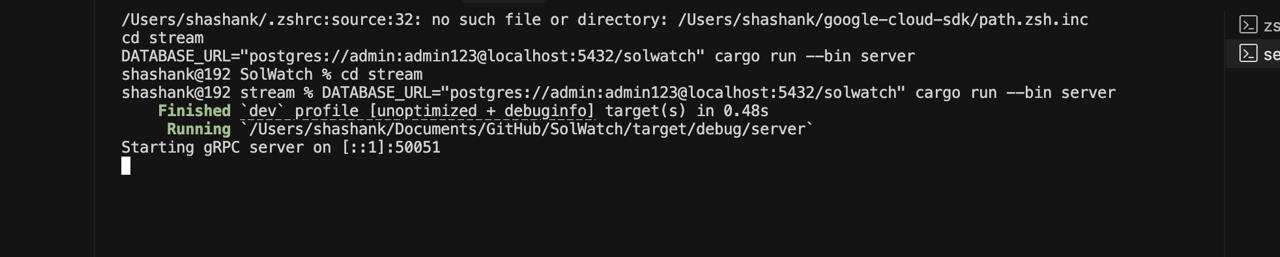 /Users/shashank/.zshrc:source:32: no such file or directory: /Users/shashank/google-cloud-sdk/path.zsh.inc
cd stream
DATABASE_URL="postgres://admin:admin123@localhost:5432/solwatch" cargo run --bin server
shashank@192 SolWatch % cd stream
shashank@192 stream % DATABASE_URL="postgres://admin:admin123@localhost:5432/solwatch" cargo run --bin server
Finished `dev` profile [unoptimized + debuginfo] target(s) in 0.48s
Running `/Users/shashank/Documents/GitHub/SolWatch/target/debug/server`
Starting gRPC server on [::1]:50051
zs
se